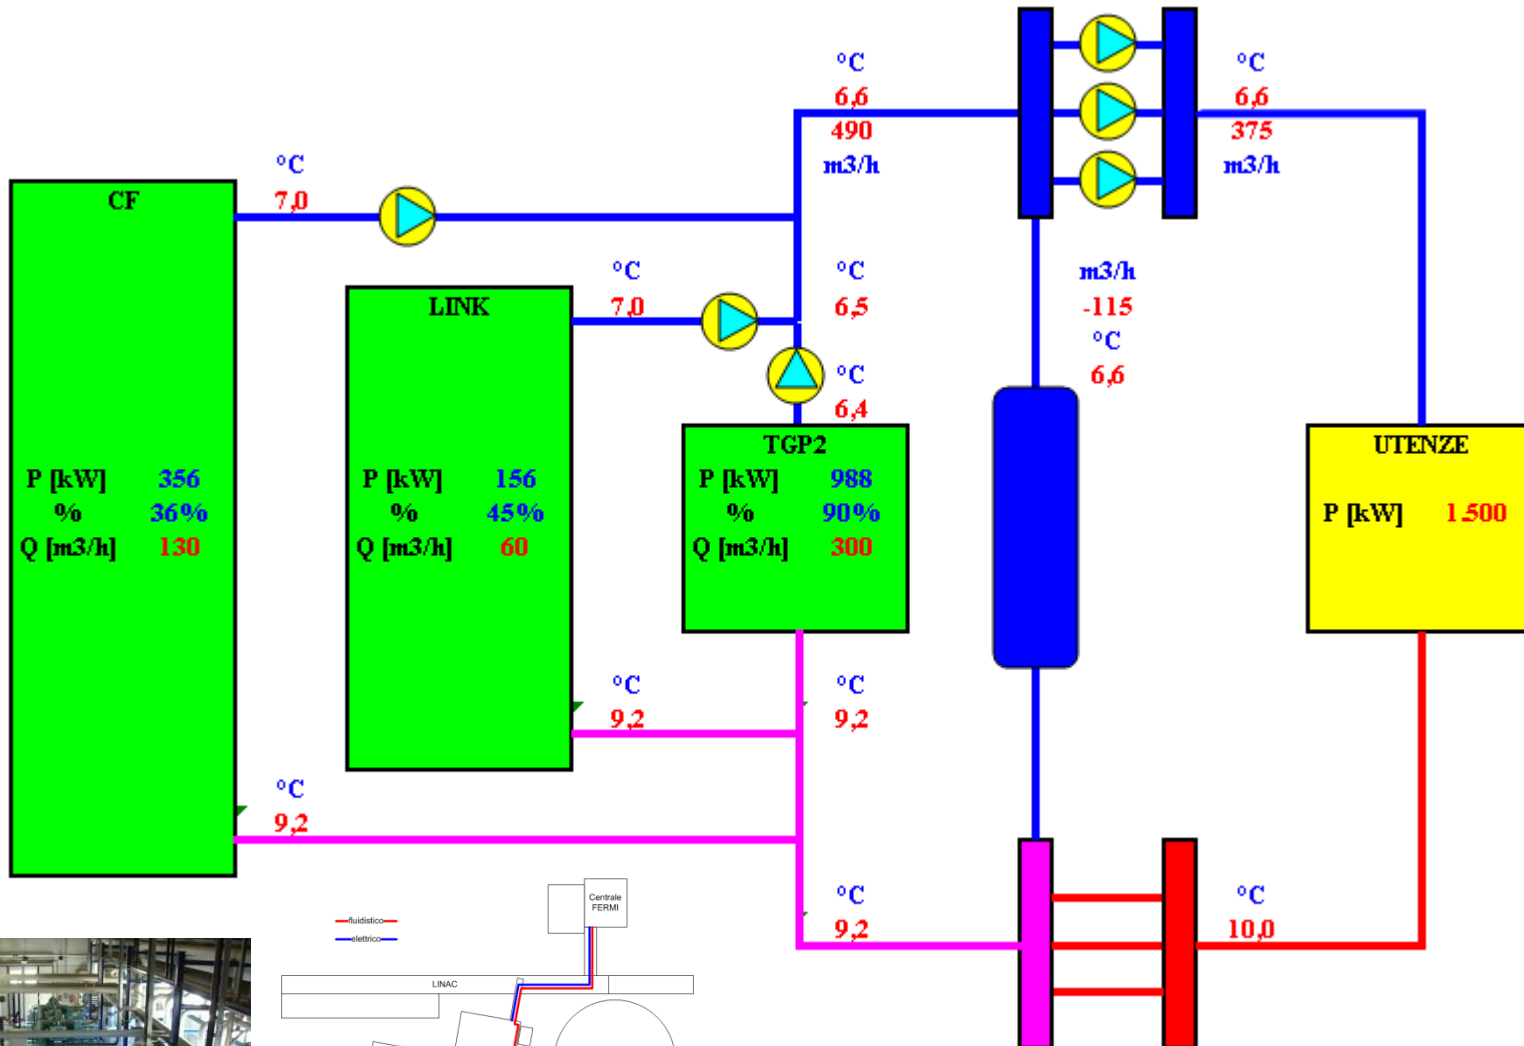 °C
6,6
490
m3/h
°C
6,6
375
m3/h
CF
°C
7,0
LINK
°C
7,0
°C
6,5
m3/h
-115
°C
6,6
°C
6,4
P [kW] 356
% 36%
Q [m3/h] 130
P [kW] 156
% 45%
Q [m3/h] 60
TGP2
P [kW] 988
% 90%
Q [m3/h] 300
UTENZE
P [kW] 1.500
°C
9,2
°C
9,2
°C
9,2
°C
9,2
°C
10,0
fluidistico
elettrico
Centrale
FERMI
LINAC